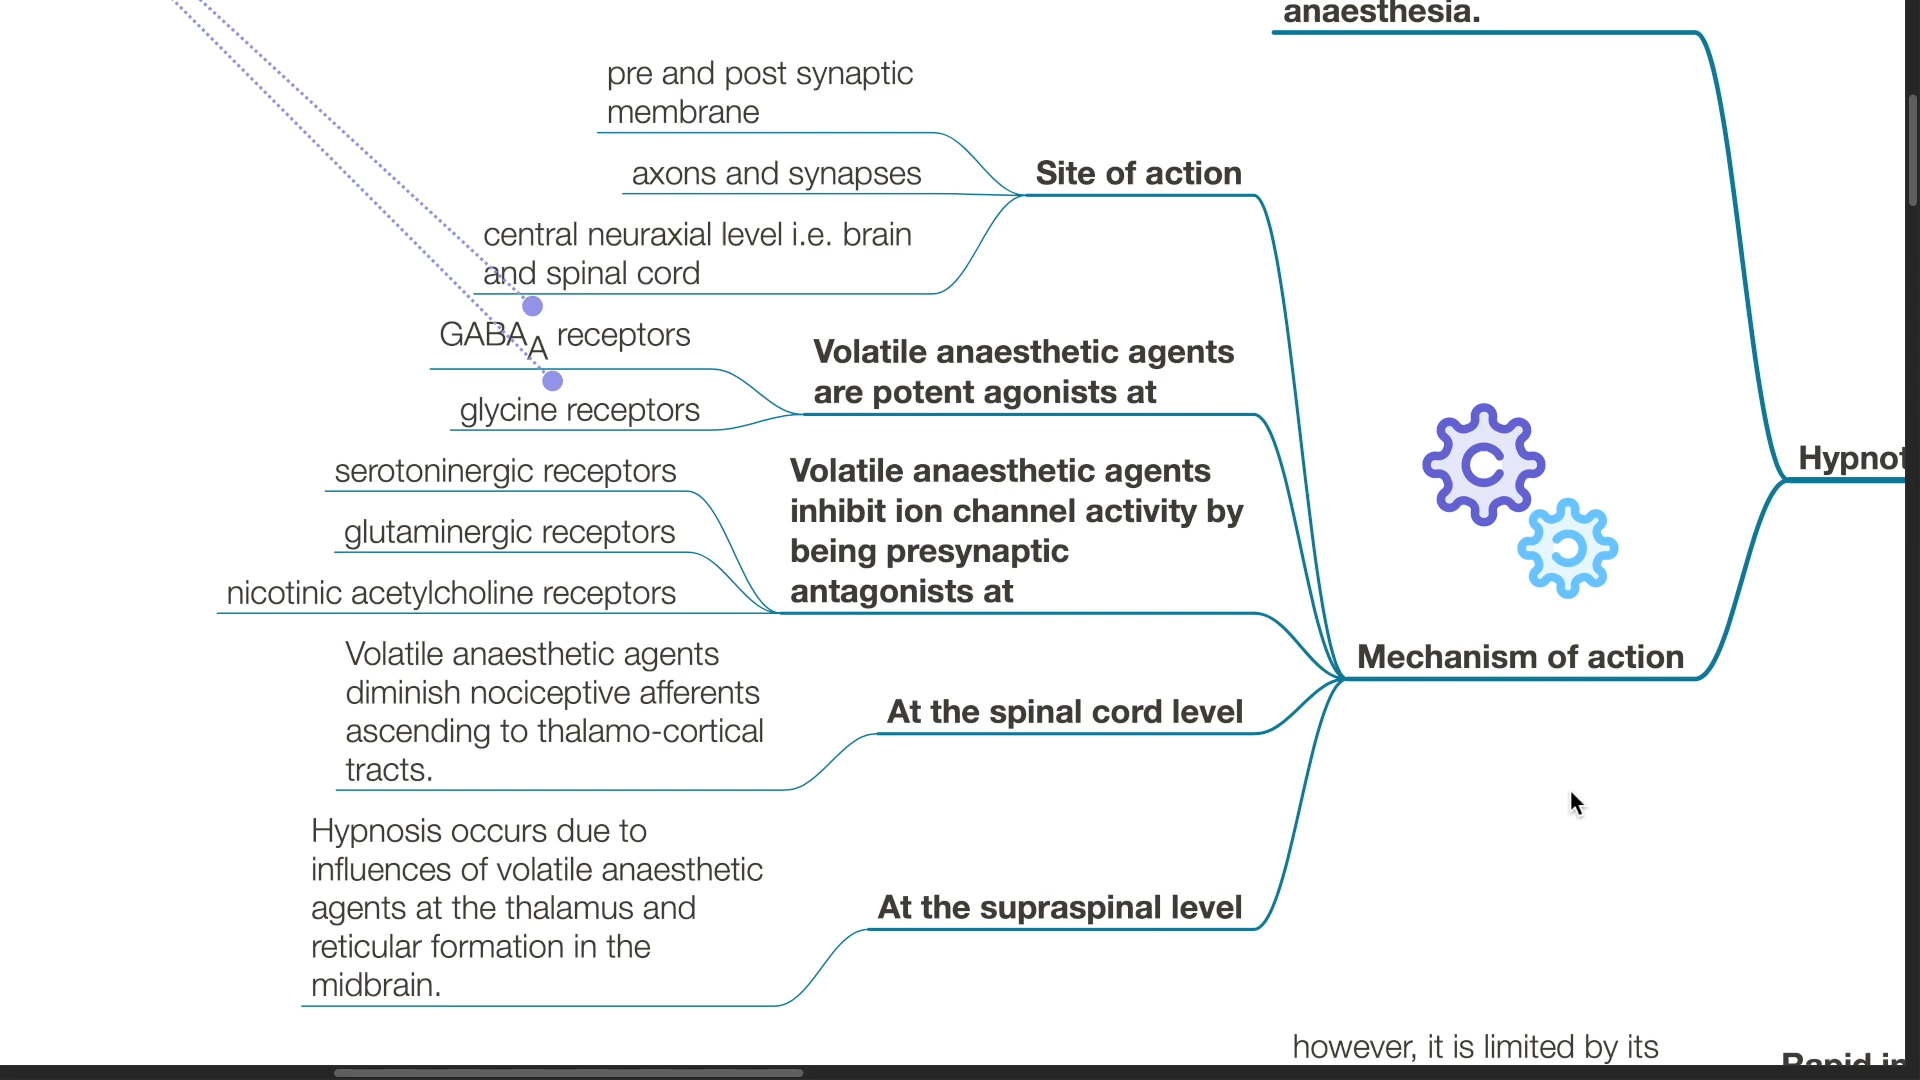 anaesthesia.
pre and post synaptic
membrane
axons and synapses
Site of action
central neuraxial level i.e. brain
and spinal cord
GABAA receptors
glycine receptors
Volatile anaesthetic agents
are potent agonists at
serotoninergic receptors
glutaminergic receptors
nicotinic acetylcholine receptors
Volatile anaesthetic agents
inhibit ion channel activity by
being presynaptic
antagonists at
Volatile anaesthetic agents
diminish nociceptive afferents
ascending to thalamo-cortical
tracts.
At the spinal cord level
Hypnosis occurs due to
influences of volatile anaesthetic
agents at the thalamus and
reticular formation in the
midbrain.
At the supraspinal level
Mechanism of action
Hypnot
however, it is limited by its
Rapid in